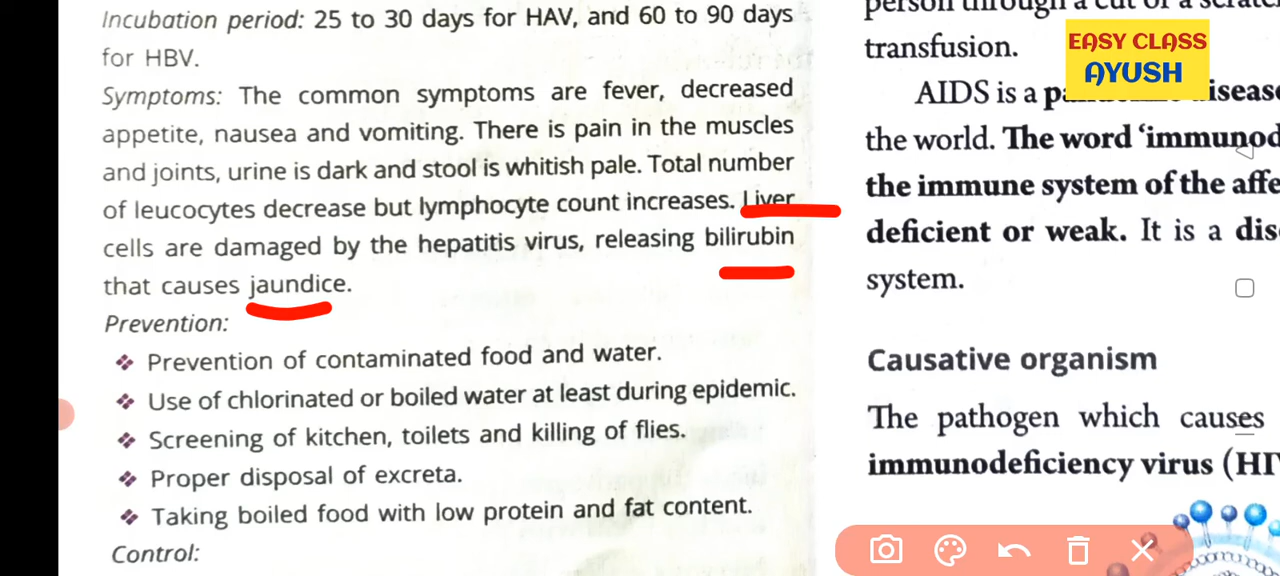 Incubation period: 25 to 30 days for HAV, and 60 to 90 days
for HBV.
Symptoms: The common symptoms are fever, decreased
appetite, nausea and vomiting. There is pain in the muscles
and joints, urine is dark and stool is whitish pale. Total number
of leucocytes decrease but lymphocyte count increases. Liver
cells are damaged by the hepatitis virus, releasing bilirubin
that causes jaundice.
Prevention:
❖ Prevention of contaminated food and water.
❖ Use of chlorinated or boiled water at least during epidemic.
❖ Screening of kitchen, toilets and killing of flies.
❖ Proper disposal of excreta.
❖ Taking boiled food with low protein and fat content.
Control:
person through a cut or a
transfusion.
EASY CLASS
AYUSH
AIDS is a
the world. The word
the immune system of the
deficient or weak. It is a
system.
Causative organism
The pathogen which causes
immunodeficiency virus